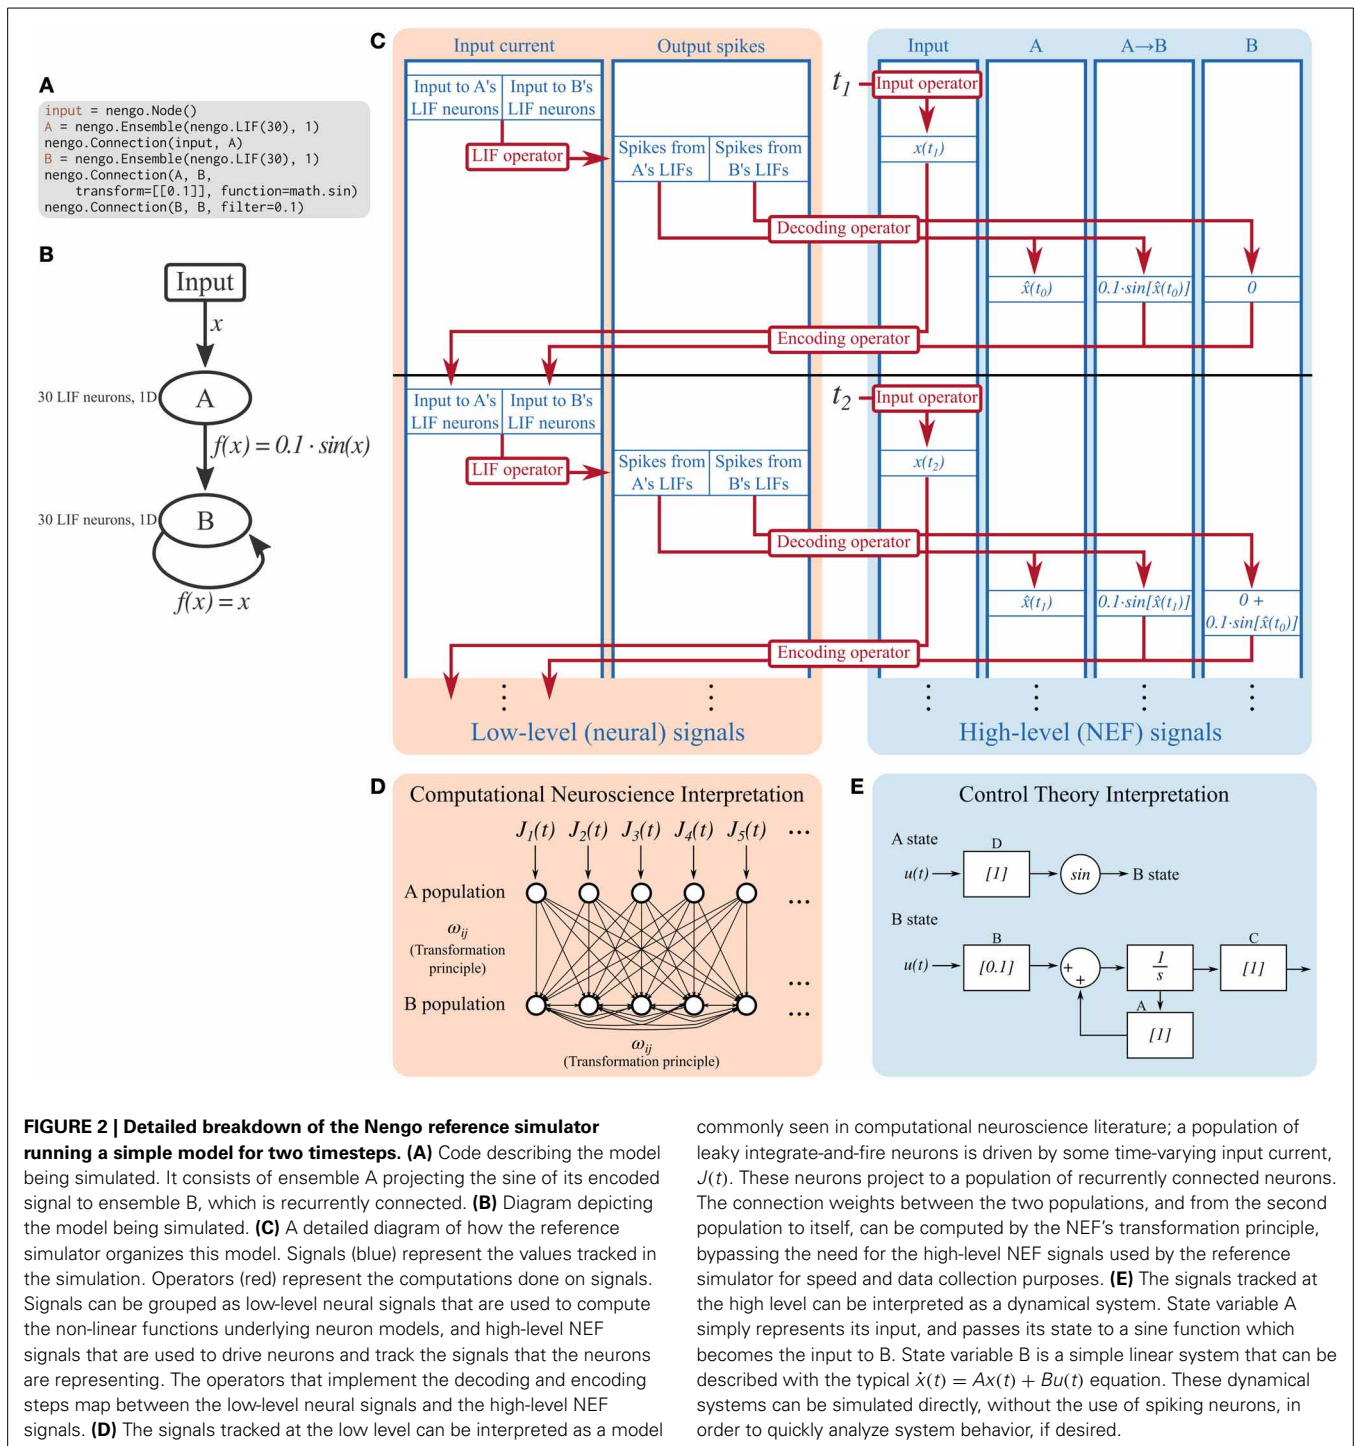 A
input = nengo.Node()
A = nengo.Ensemble(nengo.LIF(30), 1)
nengo.Connection(input, A)
B = nengo.Ensemble(nengo.LIF(30), 1)
nengo.Connection(A, B,
transform=[[0.1]], function=math.sin)
nengo.Connection(B, B, filter=0.1)
B
Input
x
30 LIF neurons, 1D
A
f(x) = 0.1 · sin(x)
30 LIF neurons, 1D
B
f(x) = x
C
Input current
Output spikes
Input
A
A→B
B
Input to A's
LIF neurons
Input to B's
LIF neurons
t1
Input operator
LIF operator
Spikes from
A's LIFs
Spikes from
B's LIFs
x(t1)
Decoding operator
x̂(t0)
0.1·sin[x̂(t0)]
0
Encoding operator
Input to A's
LIF neurons
Input to B's
LIF neurons
t2
Input operator
LIF operator
Spikes from
A's LIFs
Spikes from
B's LIFs
x(t2)
Decoding operator
x̂(t1)
0.1·sin[x̂(t1)]
0 +
0.1·sin[x̂(t0)]
Encoding operator
Low-level (neural) signals
High-level (NEF) signals
D
Computational Neuroscience Interpretation
J1(t) J2(t) J3(t) J4(t) J5(t) ...
A population
...
ωij
(Transformation
principle)
...
B population
...
ωij
(Transformation principle)
E
Control Theory Interpretation
A state
D
u(t)
[1]
sin
B state
B state
B
u(t)
[0.1]
+
+
1
s
C
[1]
A
[1]
FIGURE 2 | Detailed breakdown of the Nengo reference simulator
running a simple model for two timesteps. (A) Code describing the model
being simulated. It consists of ensemble A projecting the sine of its encoded
signal to ensemble B, which is recurrently connected. (B) Diagram depicting
the model being simulated. (C) A detailed diagram of how the reference
simulator organizes this model. Signals (blue) represent the values tracked in
the simulation. Operators (red) represent the computations done on signals.
Signals can be grouped as low-level neural signals that are used to compute
the non-linear functions underlying neuron models, and high-level NEF
signals that are used to drive neurons and track the signals that the neurons
are representing. The operators that implement the decoding and encoding
steps map between the low-level neural signals and the high-level NEF
signals. (D) The signals tracked at the low level can be interpreted as a model
commonly seen in computational neuroscience literature; a population of
leaky integrate-and-fire neurons is driven by some time-varying input current,
J(t). These neurons project to a population of recurrently connected neurons.
The connection weights between the two populations, and from the second
population to itself, can be computed by the NEF's transformation principle,
bypassing the need for the high-level NEF signals used by the reference
simulator for speed and data collection purposes. (E) The signals tracked at
the high level can be interpreted as a dynamical system. State variable A
simply represents its input, and passes its state to a sine function which
becomes the input to B. State variable B is a simple linear system that can be
described with the typical ẋ(t) = Ax(t) + Bu(t) equation. These dynamical
systems can be simulated directly, without the use of spiking neurons, in
order to quickly analyze system behavior, if desired.